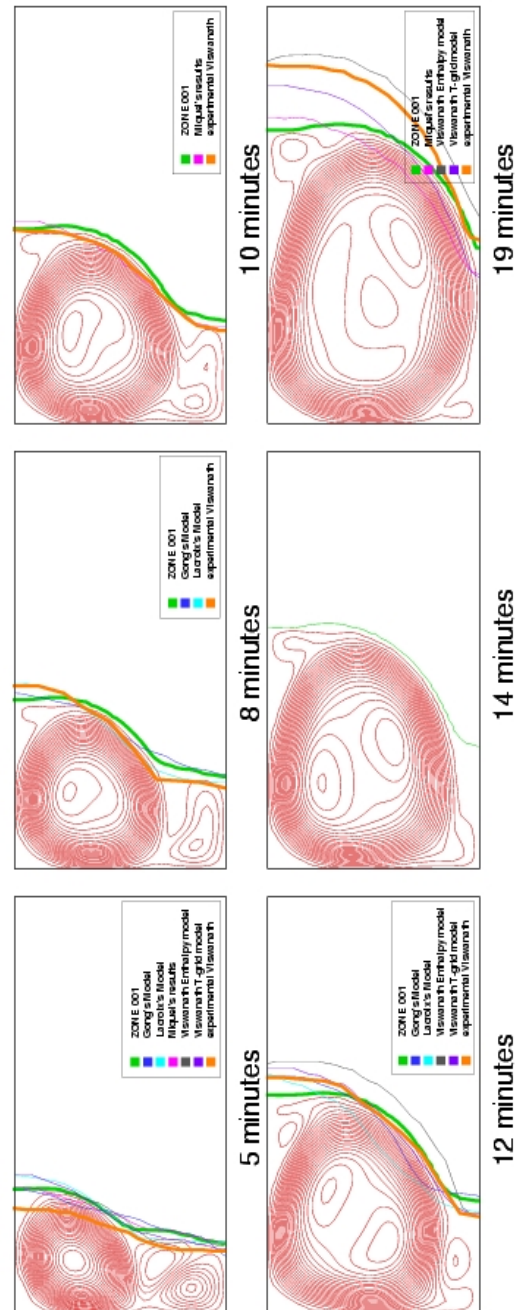 ZONE 001
Gong's Model
Lacroix's Model
Miquel's results
Viswanath Enthalpy model
Viswanath T-grid model
experimental Viswanath
5 minutes
ZONE 001
Gong's Model
Lacroix's Model
experimental Viswanath
8 minutes
ZONE 001
Miquel's results
experimental Viswanath
10 minutes
ZONE 001
Gong's Model
Lacroix's Model
Viswanath Enthalpy model
Viswanath T-grid model
experimental Viswanath
12 minutes
14 minutes
ZONE 001
Miquel's results
Viswanath Enthalpy model
Viswanath T-grid model
experimental Viswanath
19 minutes